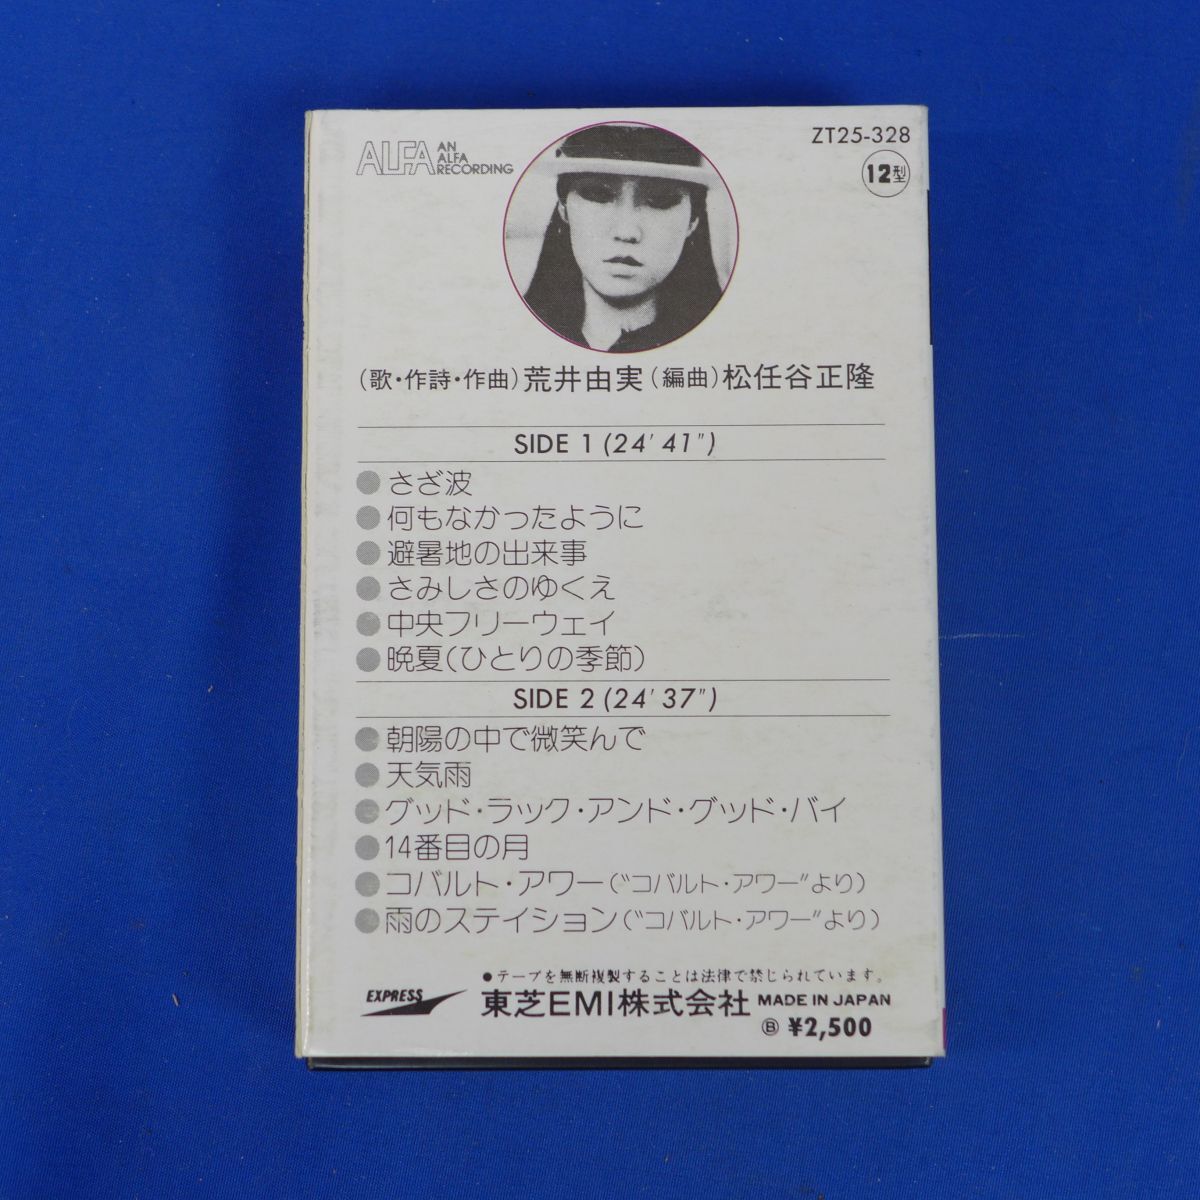 ALFA AN ALFA RECORDING
ZT25-328
12型
(歌・作詩・作曲)荒井由実(編曲)松任谷正隆
SIDE 1 (24′41″)
●さざ波
●何もなかったように
●避暑地の出来事
●さみしさのゆくえ
●中央フリーウェイ
●晩夏(ひとりの季節)
SIDE 2 (24′37″)
●朝陽の中で微笑んで
●天気雨
●グッド・ラック・アンド・グッド・バイ
●14番目の月
●コバルト・アワー(“コバルト・アワー”より)
●雨のステイション(“コバルト・アワー”より)
●テープを無断複製することは法律で禁じられています。
EXPRESS 東芝EMI株式会社 MADE IN JAPAN
Ⓑ ¥2,500